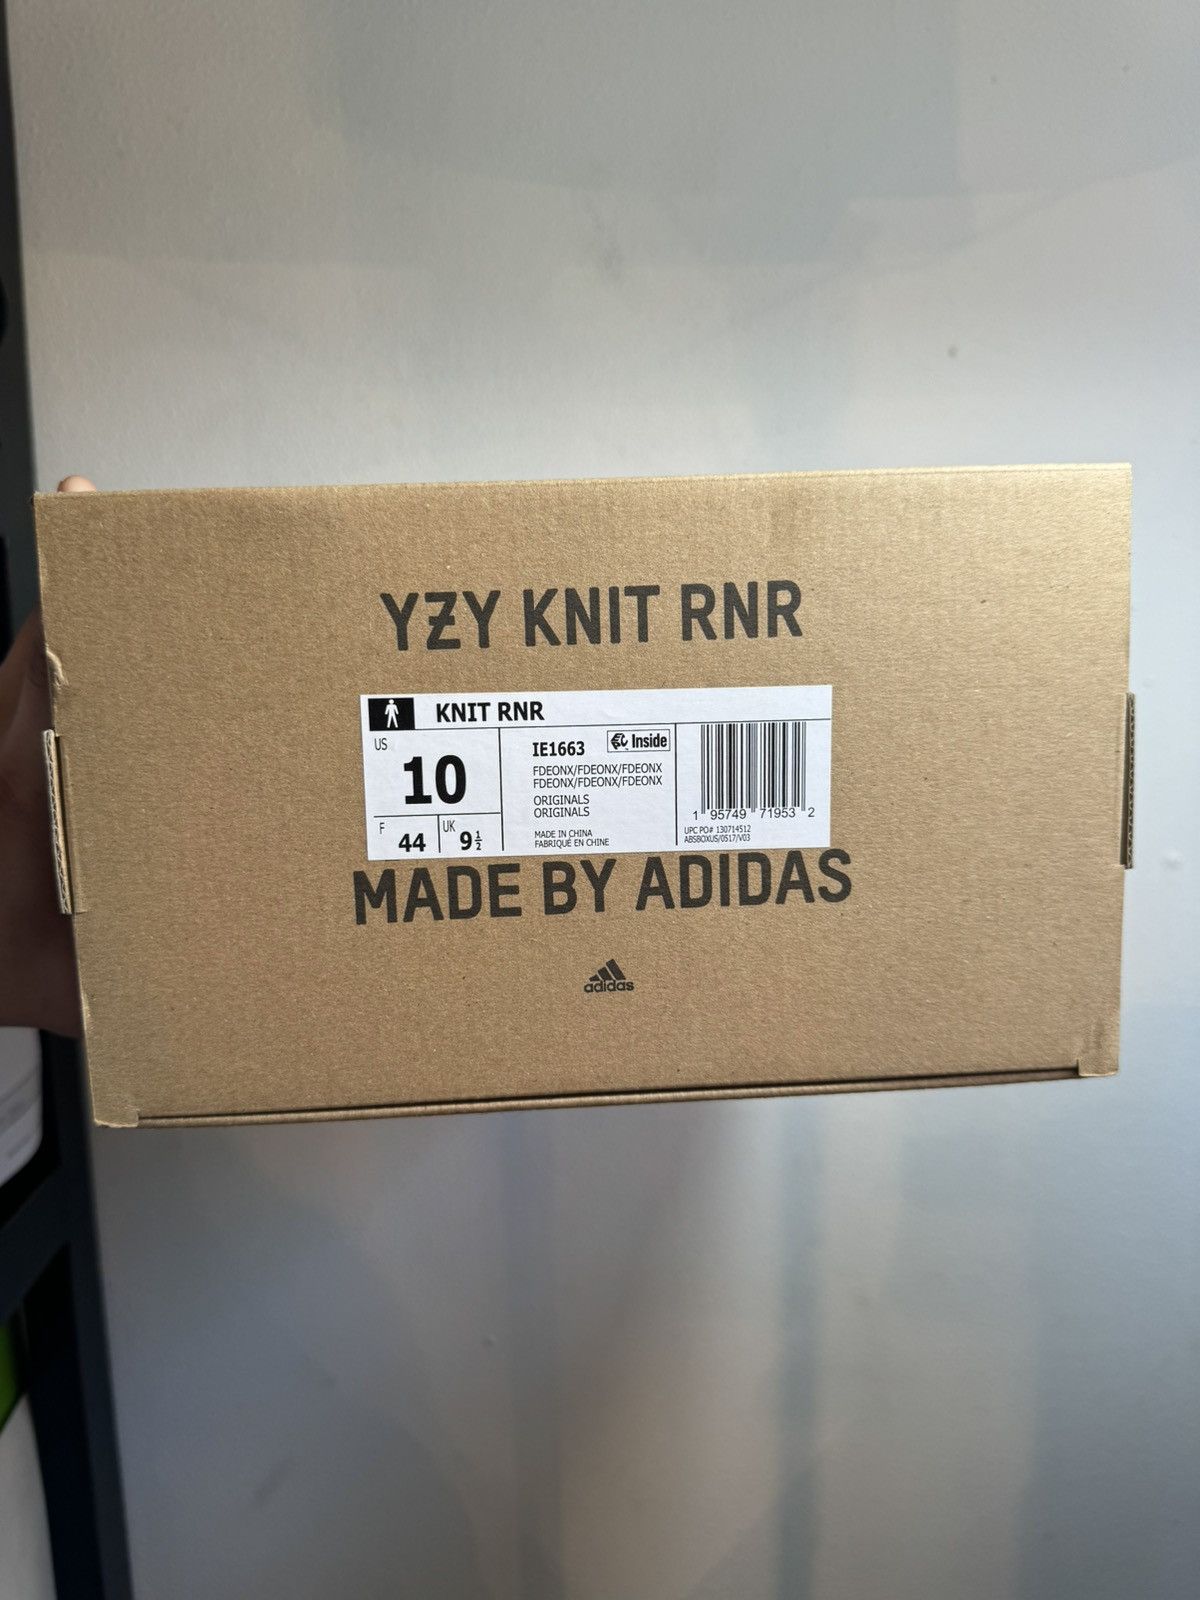 YZY KNIT RNR
KNIT RNR
US
10
F
44
UK
9½
IE1663
Inside
FDEONX/FDEONX/FDEONX
FDEONX/FDEONX/FDEONX
ORIGINALS
ORIGINALS
MADE IN CHINA
FABRIQUÉ EN CHINE
1 95749 71953 2
UPC PO# 130714512
ABSBOXUS/0517/V03
MADE BY ADIDAS
adidas